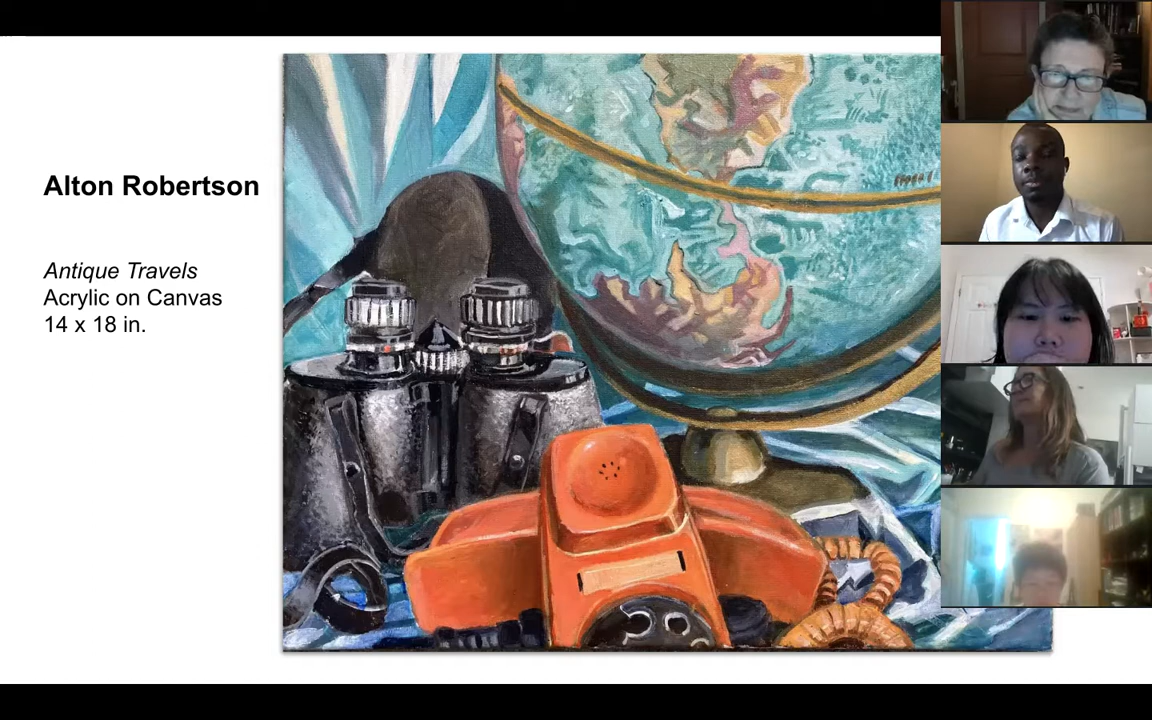 Alton Robertson
Antique Travels
Acrylic on Canvas
14 x 18 in.